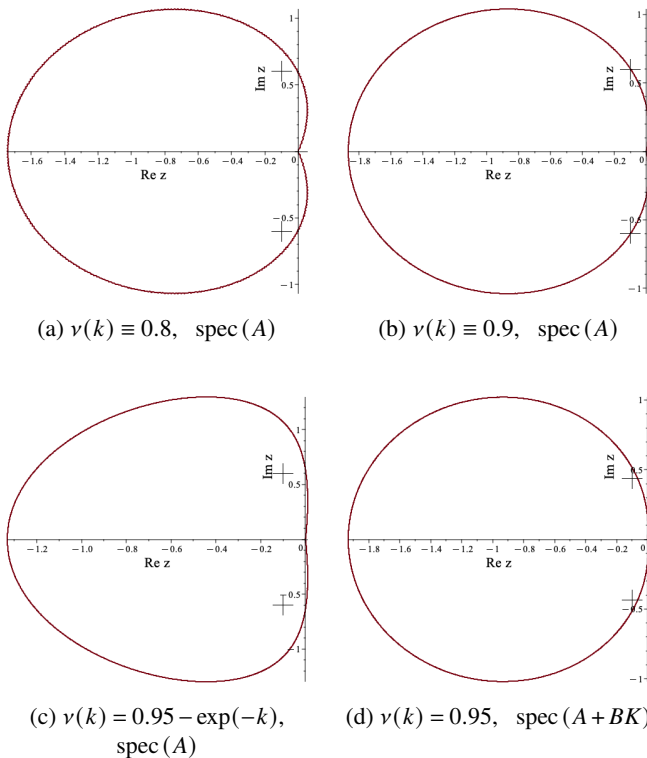 1
Im z
0.5
−1.6 −1.4 −1.2 −1.0 −0.8 −0.6 −0.4 −0.2 0
Re z
−0.5
−1
(a) ν(k) ≡ 0.8, spec (A)
1
Im z
0.5
−1.8 −1.6 −1.4 −1.2 −1 −0.8 −0.6 −0.4 −0.2 0
Re z
−0.5
−1
(b) ν(k) ≡ 0.9, spec (A)
1
Im z
0.5
−1.2 −1.0 −0.8 −0.6 −0.4 −0.2 0
Re z
0.5
−1
(c) ν(k) = 0.95 − exp(−k),
spec (A)
1
Im z
0.5
−1.8 −1.6 −1.4 −1.2 −1 −0.8 −0.6 −0.4 −0.2 0
Re z
−0.5
−1
(d) ν(k) = 0.95, spec (A + BK)